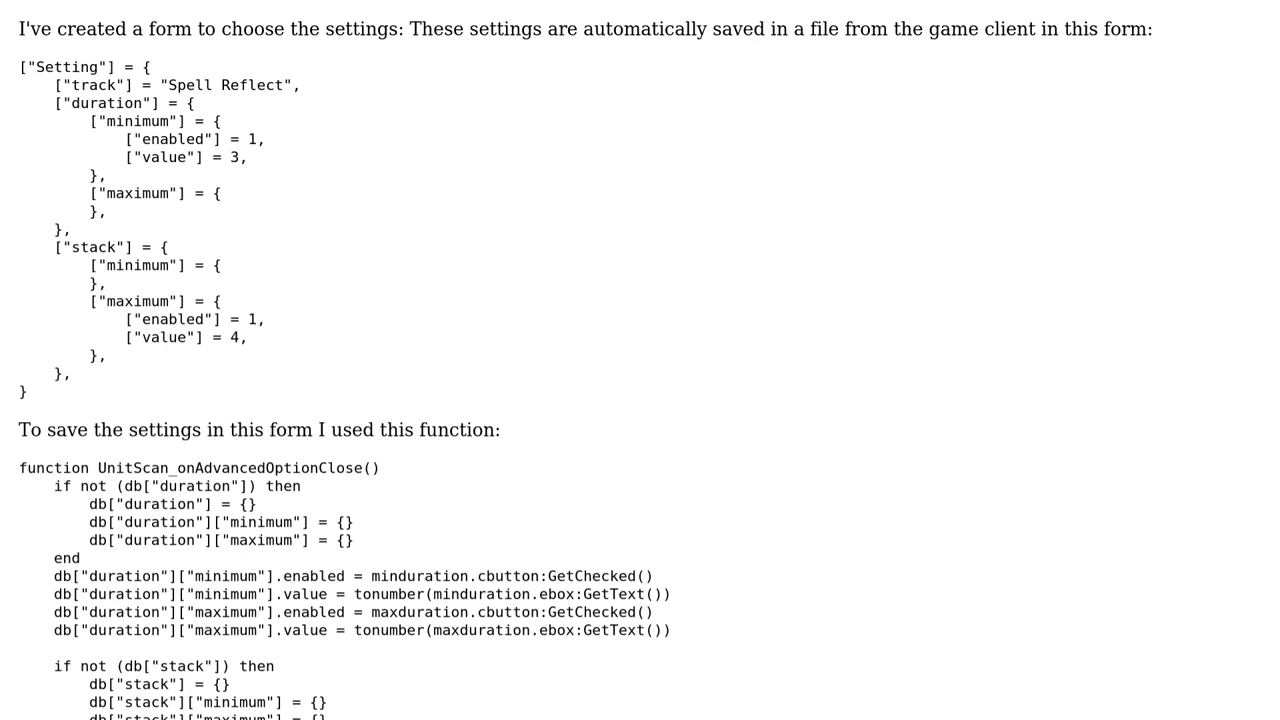 I've created a form to choose the settings: These settings are automatically saved in a file from the game client in this form:
["Setting"] = {
    ["track"] = "Spell Reflect",
    ["duration"] = {
        ["minimum"] = {
            ["enabled"] = 1,
            ["value"] = 3,
        },
        ["maximum"] = {
        },
    },
    ["stack"] = {
        ["minimum"] = {
        },
        ["maximum"] = {
            ["enabled"] = 1,
            ["value"] = 4,
        },
    },
}
To save the settings in this form I used this function:
function UnitScan_onAdvancedOptionClose()
    if not (db["duration"]) then
        db["duration"] = {}
        db["duration"]["minimum"] = {}
        db["duration"]["maximum"] = {}
    end
    db["duration"]["minimum"].enabled = minduration.cbutton:GetChecked()
    db["duration"]["minimum"].value = tonumber(minduration.ebox:GetText())
    db["duration"]["maximum"].enabled = maxduration.cbutton:GetChecked()
    db["duration"]["maximum"].value = tonumber(maxduration.ebox:GetText())
    if not (db["stack"]) then
        db["stack"] = {}
        db["stack"]["minimum"] = {}
        db["stack"]["maximum"] = {}